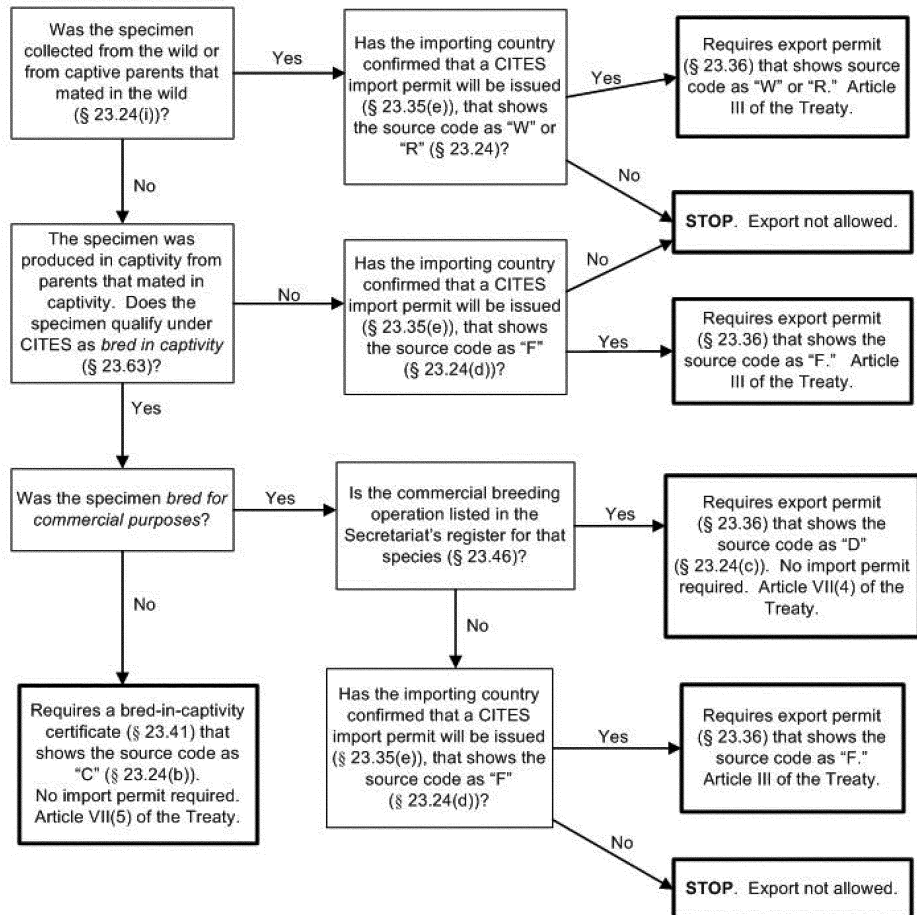 Was the specimen
collected from the wild or
from captive parents that
mated in the wild
(§ 23.24(i))?
Yes
Has the importing country
confirmed that a CITES
import permit will be issued
(§ 23.35(e)), that shows
the source code as “W” or
“R” (§ 23.24)?
Yes
Requires export permit
(§ 23.36) that shows source
code as “W” or “R.” Article
III of the Treaty.
No
No
STOP. Export not allowed.
The specimen was
produced in captivity from
parents that mated in
captivity. Does the
specimen qualify under
CITES as bred in captivity
(§ 23.63)?
No
Has the importing country
confirmed that a CITES
import permit will be issued
(§ 23.35(e)), that shows
the source code as “F”
(§ 23.24(d))?
No
Yes
Requires export permit
(§ 23.36) that shows the
source code as “F.” Article
III of the Treaty.
Yes
Was the specimen bred for
commercial purposes?
Yes
Is the commercial breeding
operation listed in the
Secretariat’s register for that
species (§ 23.46)?
Yes
Requires export permit
(§ 23.36) that shows the
source code as “D”
(§ 23.24(c)). No import permit
required. Article VII(4) of the
Treaty.
No
No
Requires a bred-in-captivity
certificate (§ 23.41) that
shows the source code as
“C” (§ 23.24(b)).
No import permit required.
Article VII(5) of the Treaty.
Has the importing country
confirmed that a CITES
import permit will be issued
(§ 23.35(e)), that shows the
source code as “F”
(§ 23.24(d))?
Yes
Requires export permit
(§ 23.36) that shows the
source code as “F.”
Article III of the Treaty.
No
STOP. Export not allowed.